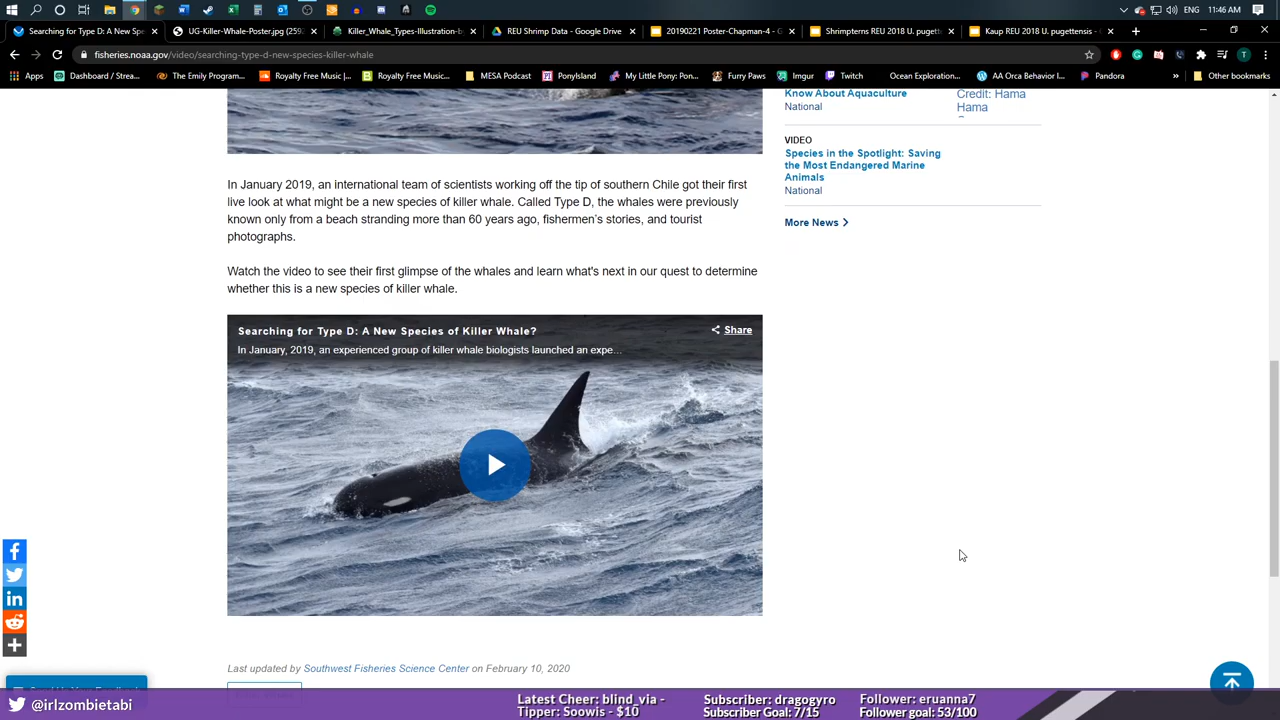 ENG 11:46 AM
Searching for Type D: A New Spe
UG-Killer-Whale-Poster.jpg (2592
Killer_Whale_Types-Illustration-b
REU Shrimp Data - Google Drive
20190221 Poster-Chapman-4 - G
Shrimpterns REU 2018 U. pugett
Kaup REU 2018 U. pugettensis -
fisheries.noaa.gov/video/searching-type-d-new-species-killer-whale
Apps
Dashboard / Strea...
The Emily Program...
Royalty Free Music |...
Royalty Free Music...
MESA Podcast
PonyIsland
My Little Pony: Pon...
Furry Paws
Imgur
Twitch
Ocean Exploration...
AA Orca Behavior I...
Pandora
Other bookmarks
Know About Aquaculture
National
Credit: Hama
Hama
VIDEO
Species in the Spotlight: Saving
the Most Endangered Marine
Animals
National
More News
In January 2019, an international team of scientists working off the tip of southern Chile got their first
live look at what might be a new species of killer whale. Called Type D, the whales were previously
known only from a beach stranding more than 60 years ago, fishermen's stories, and tourist
photographs.
Watch the video to see their first glimpse of the whales and learn what's next in our quest to determine
whether this is a new species of killer whale.
Searching for Type D: A New Species of Killer Whale?
Share
In January, 2019, an experienced group of killer whale biologists launched an expe...
Last updated by Southwest Fisheries Science Center on February 10, 2020
@irlzombietabi
Latest Cheer: blind_via -
Tipper: Soowis - $10
Subscriber: dragogyro
Subscriber Goal: 7/15
Follower: eruanna7
Follower goal: 53/100